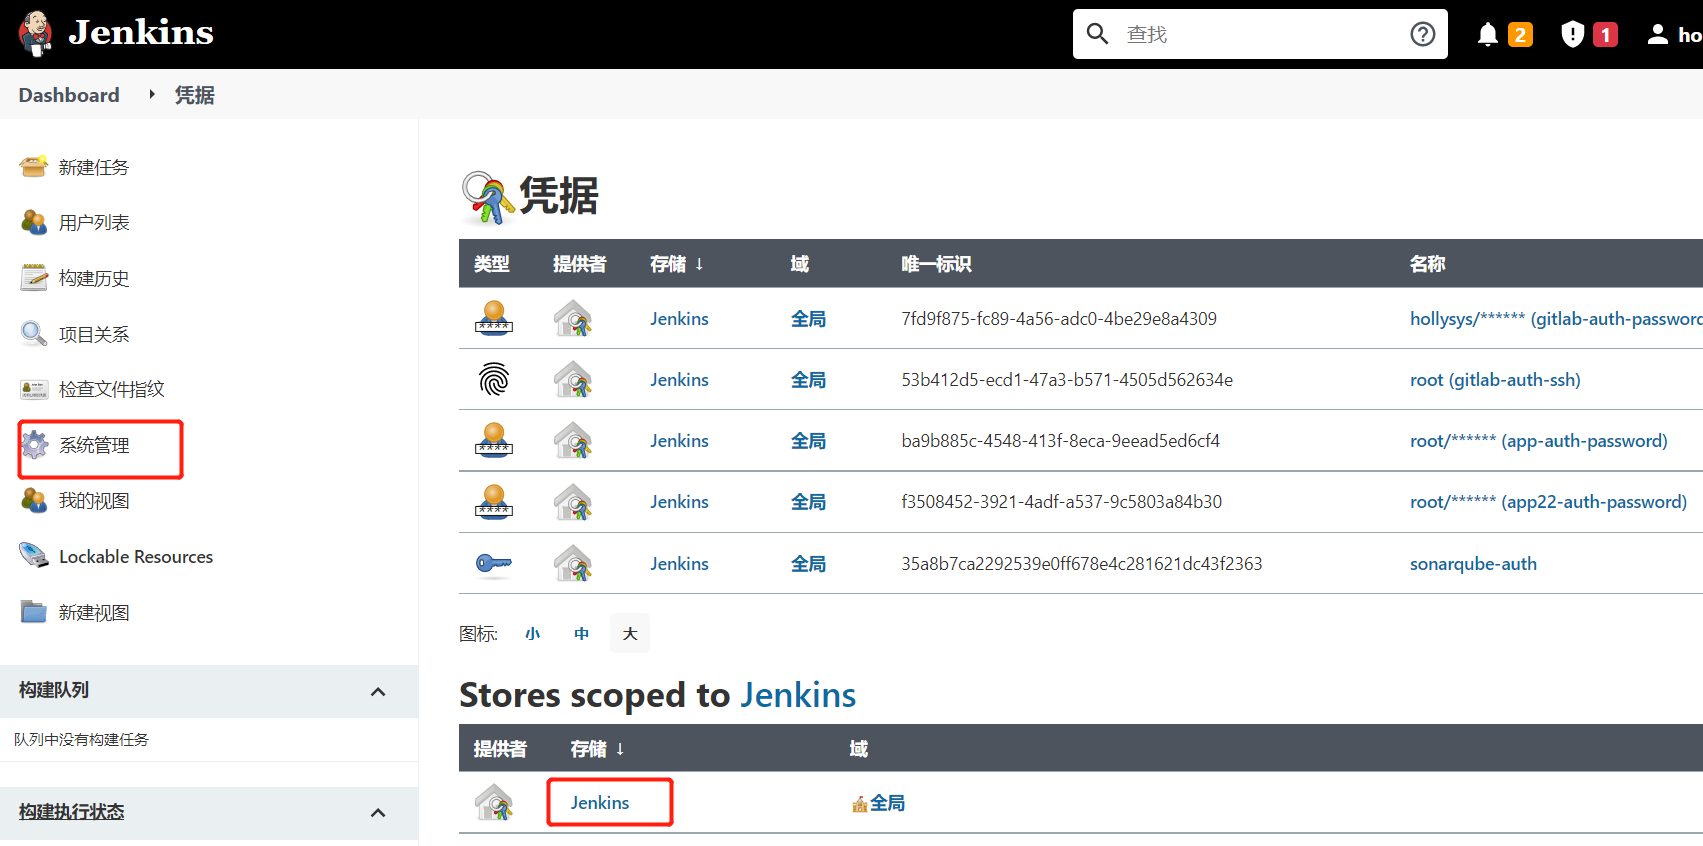 Jenkins
查找
2
1
ho
Dashboard
凭据
新建任务
用户列表
构建历史
项目关系
检查文件指纹
系统管理
我的视图
Lockable Resources
新建视图
构建队列
队列中没有构建任务
构建执行状态
凭据
类型 提供者 存储 ↓ 域 唯一标识 名称
Jenkins 全局 7fd9f875-fc89-4a56-adc0-4be29e8a4309 hollysys/****** (gitlab-auth-password
Jenkins 全局 53b412d5-ecd1-47a3-b571-4505d562634e root (gitlab-auth-ssh)
Jenkins 全局 ba9b885c-4548-413f-8eca-9eead5ed6cf4 root/****** (app-auth-password)
Jenkins 全局 f3508452-3921-4adf-a537-9c5803a84b30 root/****** (app22-auth-password)
Jenkins 全局 35a8b7ca2292539e0ff678e4c281621dc43f2363 sonarqube-auth
图标: 小 中 大
Stores scoped to Jenkins
提供者 存储 ↓ 域
Jenkins 全局